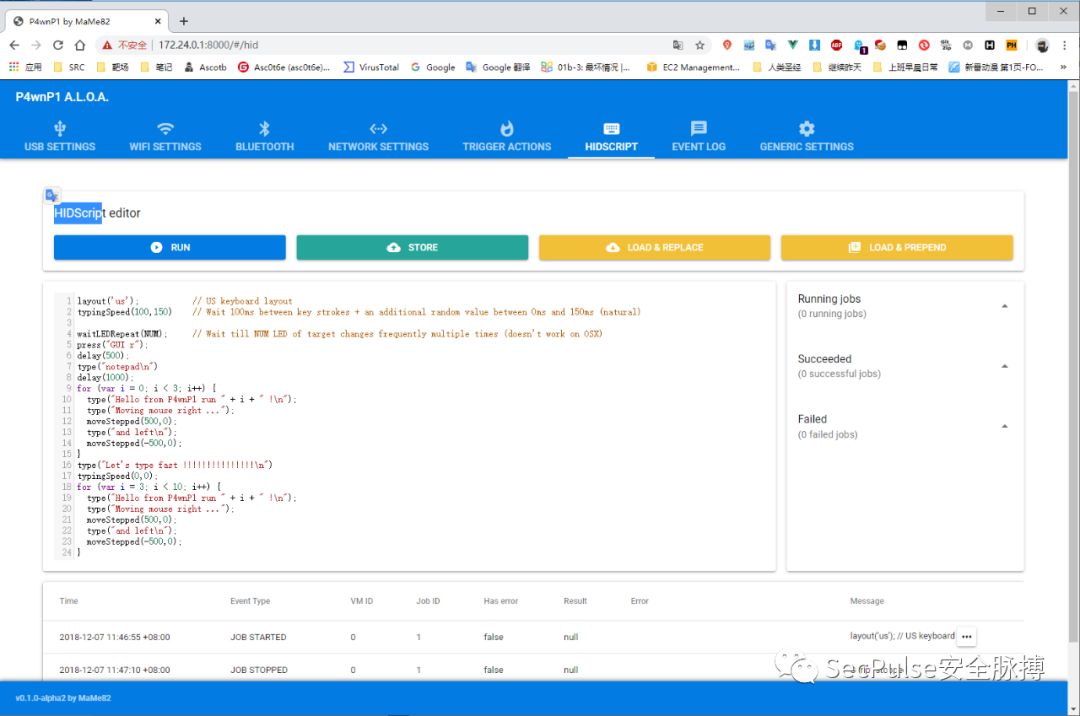 P4wnP1 by MaMe82
不安全 | 172.24.0.1:8000/#/hid
应用 SRC 靶场 笔记 Ascotb Asc0t6e (asc0t6e)... VirusTotal Google Google 翻译 01b-3: 最坏情况 |... EC2 Management... 人类圣经 继续昨天 上班早是日常 新番动漫 第1页-FO... »
P4wnP1 A.L.O.A.
USB SETTINGS WIFI SETTINGS BLUETOOTH NETWORK SETTINGS TRIGGER ACTIONS HIDSCRIPT EVENT LOG GENERIC SETTINGS
HIDScript editor
RUN STORE LOAD & REPLACE LOAD & PREPEND
1 layout('us'); // US keyboard layout
2 typingSpeed(100,150) // Wait 100ms between key strokes + an additional random value between 0ms and 150ms (natural)
3
4 waitLEDRepeat(NUM); // Wait till NUM LED of target changes frequently multiple times (doesn't work on OSX)
5 press("GUI r");
6 delay(500);
7 type("notepad\n")
8 delay(1000);
9 for (var i = 0; i < 3; i++) {
10 type("Hello from P4wnP1 run " + i + " !\n");
11 type("Moving mouse right ...");
12 moveStepped(500,0);
13 type("and left\n");
14 moveStepped(-500,0);
15 }
16 type("Let's type fast !!!!!!!!!!!!!!!\n")
17 typingSpeed(0,0);
18 for (var i = 3; i < 10; i++) {
19 type("Hello from P4wnP1 run " + i + " !\n");
20 type("Moving mouse right ...");
21 moveStepped(500,0);
22 type("and left\n");
23 moveStepped(-500,0);
24 }
Running jobs
(0 running jobs)
Succeeded
(0 successful jobs)
Failed
(0 failed jobs)
Time Event Type VM ID Job ID Has error Result Error Message
2018-12-07 11:46:55 +08:00 JOB STARTED 0 1 false null layout('us'); // US keyboard ...
2018-12-07 11:47:10 +08:00 JOB STOPPED 0 1 false null
SecPulse安全脉搏
v0.1.0-alpha2 by MaMe82